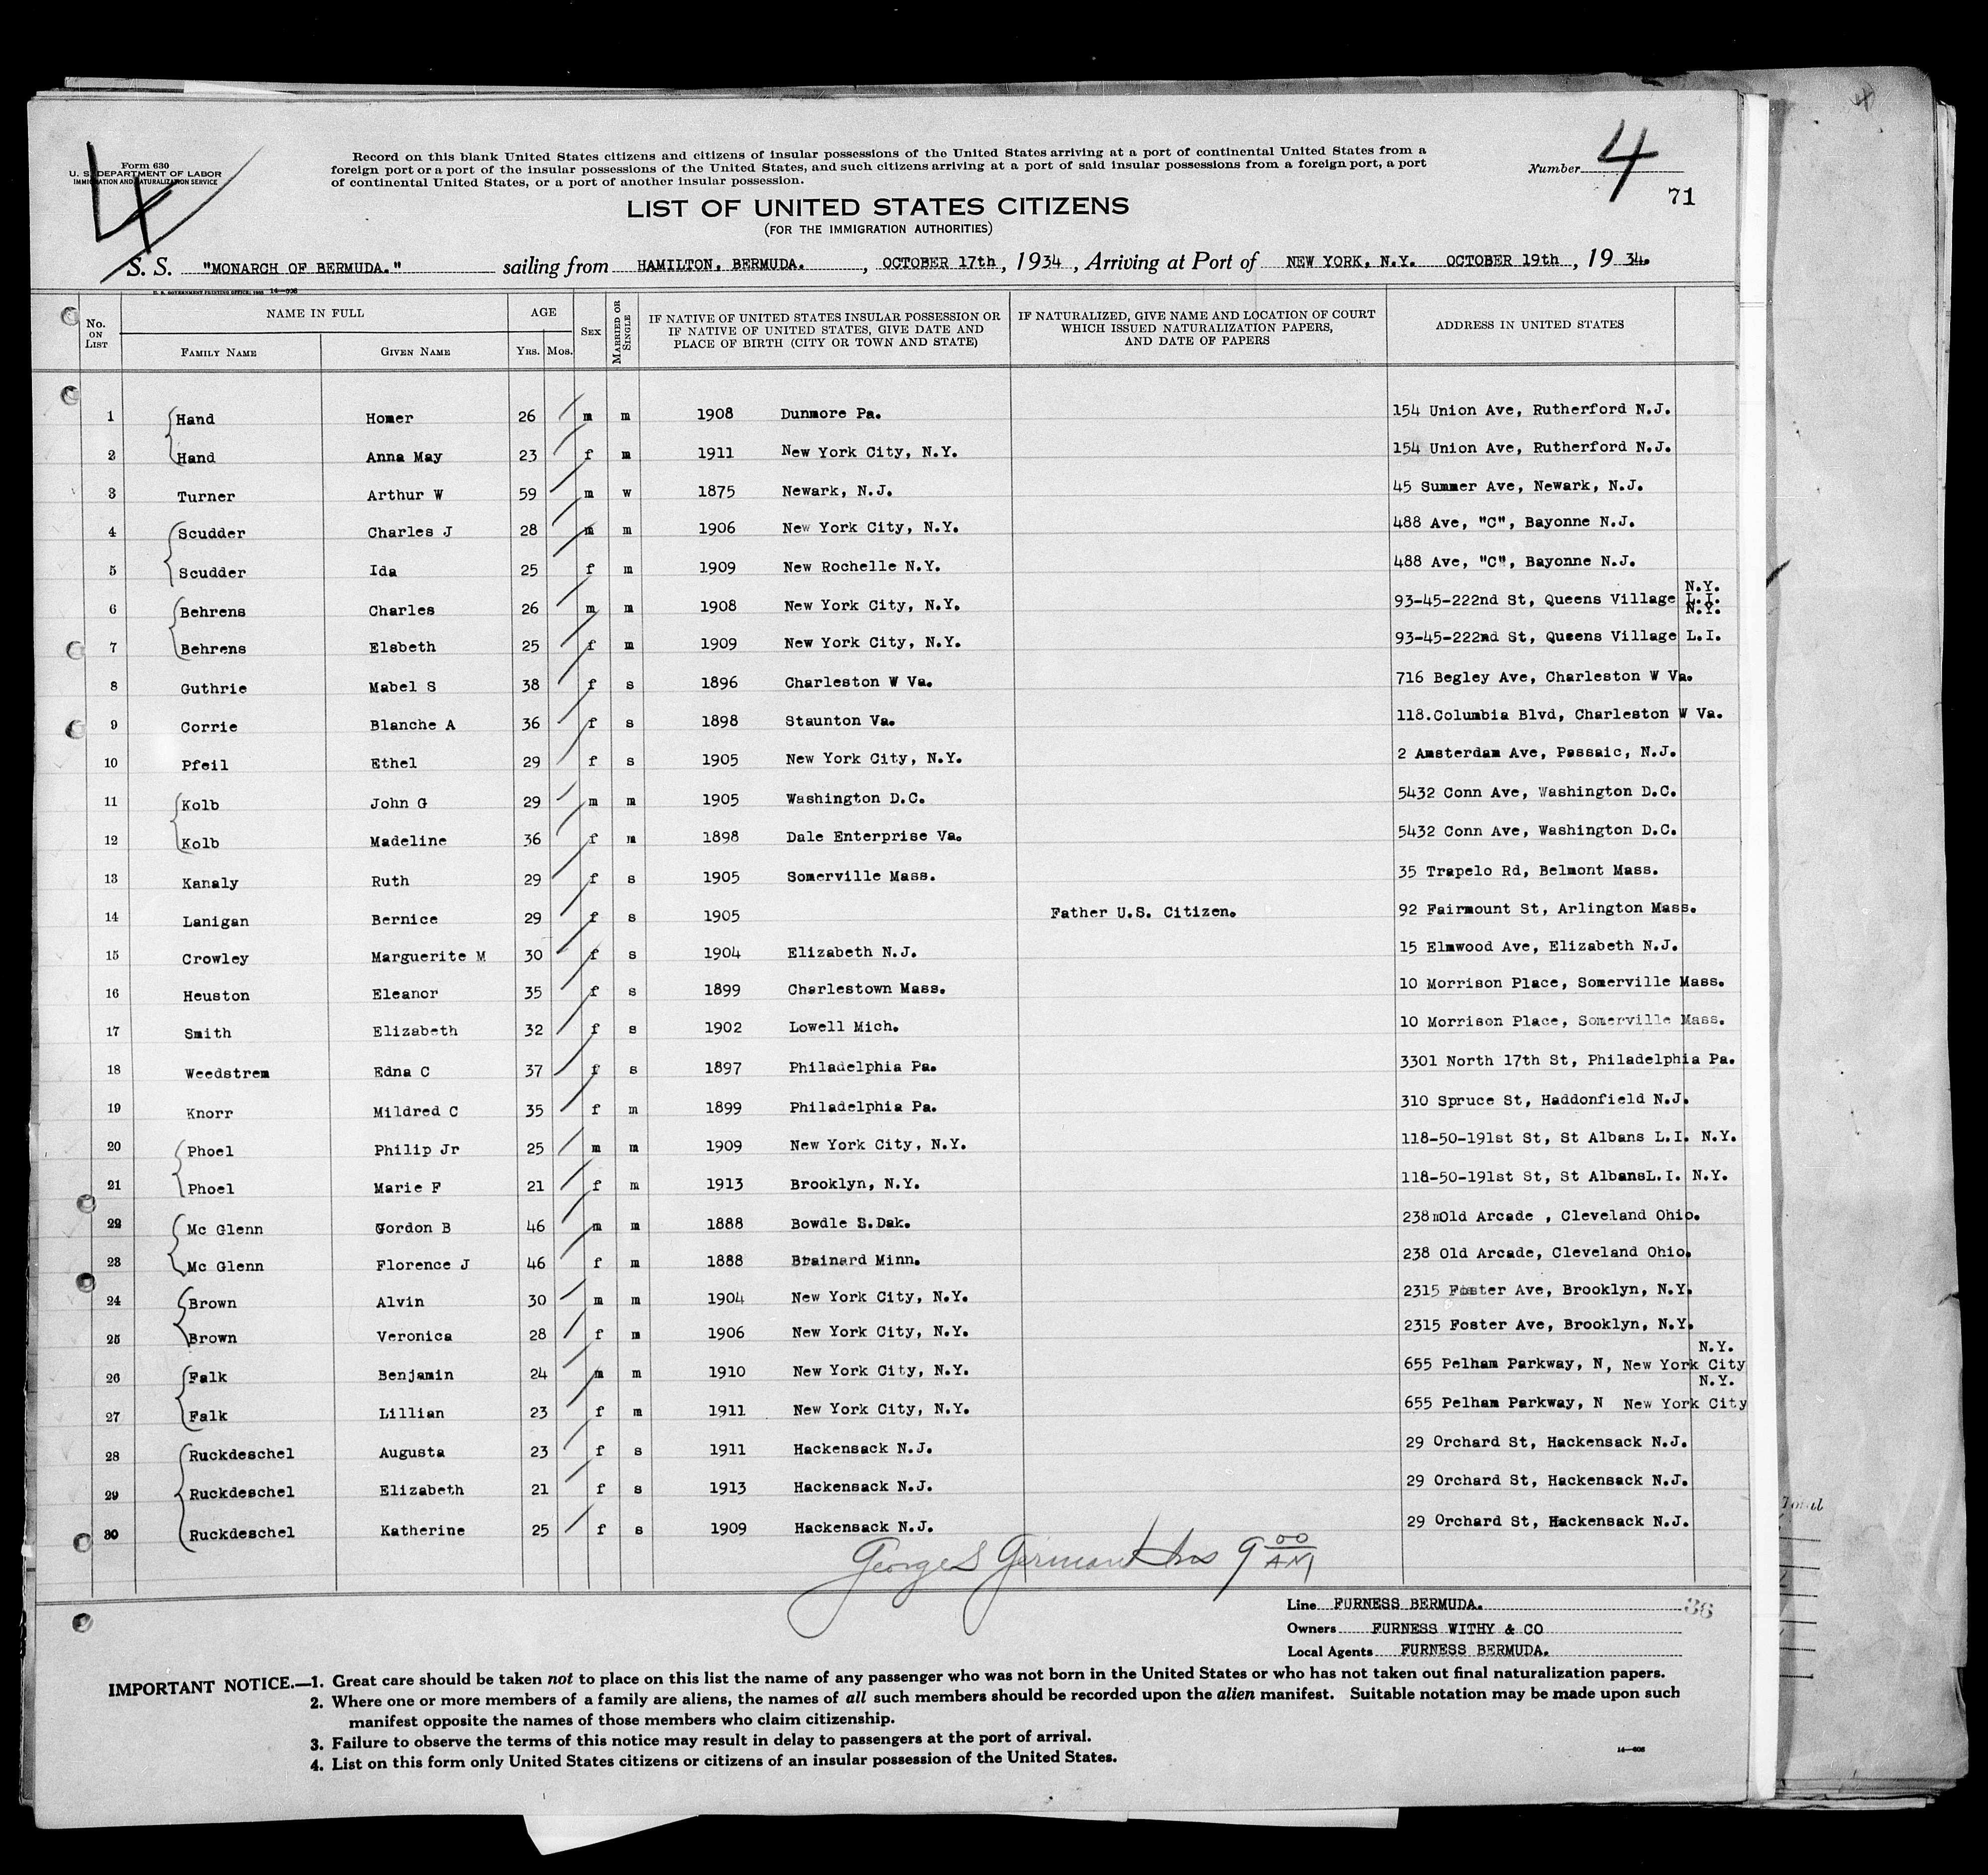 Form 630
U. S. DEPARTMENT OF LABOR
IMMIGRATION AND NATURALIZATION SERVICE
4
Record on this blank United States citizens and citizens of insular possessions of the United States arriving at a port of continental United States from a
foreign port or a port of the insular possessions of the United States, and such citizens arriving at a port of said insular possessions from a foreign port, a port
of continental United States, or a port of another insular possession.
Number 4
71
LIST OF UNITED STATES CITIZENS
(FOR THE IMMIGRATION AUTHORITIES)
S. S. "MONARCH OF BERMUDA." sailing from HAMILTON, BERMUDA. , OCTOBER 17th, 1934, Arriving at Port of NEW YORK, N.Y. OCTOBER 19th, 19 34.
U. S. GOVERNMENT PRINTING OFFICE: 1933 14—608
No. ON LIST NAME IN FULL FAMILY NAME GIVEN NAME AGE YRS. MOS. SEX MARRIED OR SINGLE IF NATIVE OF UNITED STATES INSULAR POSSESSION OR IF NATIVE OF UNITED STATES, GIVE DATE AND PLACE OF BIRTH (CITY OR TOWN AND STATE) IF NATURALIZED, GIVE NAME AND LOCATION OF COURT WHICH ISSUED NATURALIZATION PAPERS, AND DATE OF PAPERS ADDRESS IN UNITED STATES
1 Hand Homer 26 m m 1908 Dunmore Pa. 154 Union Ave, Rutherford N.J.
2 Hand Anna May 23 f m 1911 New York City, N.Y. 154 Union Ave, Rutherford N.J.
3 Turner Arthur W 59 m w 1875 Newark, N.J. 45 Summer Ave, Newark, N.J.
4 Scudder Charles J 28 m m 1906 New York City, N.Y. 488 Ave, "C", Bayonne N.J.
5 Scudder Ida 25 f m 1909 New Rochelle N.Y. 488 Ave, "C", Bayonne N.J.
6 Behrens Charles 26 m m 1908 New York City, N.Y. 93-45-222nd St, Queens Village L.I. N.Y.
7 Behrens Elsbeth 25 f m 1909 New York City, N.Y. 93-45-222nd St, Queens Village L.I. N.Y.
8 Guthrie Mabel S 38 f s 1896 Charleston W Va. 716 Begley Ave, Charleston W Va.
9 Corrie Blanche A 36 f s 1898 Staunton Va. 118.Columbia Blvd, Charleston W Va.
10 Pfeil Ethel 29 f s 1905 New York City, N.Y. 2 Amsterdam Ave, Passaic, N.J.
11 Kolb John G 29 m m 1905 Washington D.C. 5432 Conn Ave, Washington D.C.
12 Kolb Madeline 36 f m 1898 Dale Enterprise Va. 5432 Conn Ave, Washington D.C.
13 Kanaly Ruth 29 f s 1905 Somerville Mass. 35 Trapelo Rd, Belmont Mass.
14 Lanigan Bernice 29 f s 1905 Father U.S. Citizen. 92 Fairmount St, Arlington Mass.
15 Crowley Marguerite M 30 f s 1904 Elizabeth N.J. 15 Elmwood Ave, Elizabeth N.J.
16 Heuston Eleanor 35 f s 1899 Charlestown Mass. 10 Morrison Place, Somerville Mass.
17 Smith Elizabeth 32 f s 1902 Lowell Mich. 10 Morrison Place, Somerville Mass.
18 Weedstrem Edna C 37 f s 1897 Philadelphia Pa. 3301 North 17th St, Philadelphia Pa.
19 Knorr Mildred C 35 f m 1899 Philadelphia Pa. 310 Spruce St, Haddonfield N.J.
20 Phoel Philip Jr 25 m m 1909 New York City, N.Y. 118-50-191st St, St Albans L.I. N.Y.
21 Phoel Marie F 21 f m 1913 Brooklyn, N.Y. 118-50-191st St, St AlbansL.I. N.Y.
22 Mc Glenn Gordon B 46 m m 1888 Bowdle S.Dak. 238mOld Arcade , Cleveland Ohio.
23 Mc Glenn Florence J 46 f m 1888 Brainard Minn. 238 Old Arcade, Cleveland Ohio.
24 Brown Alvin 30 m m 1904 New York City, N.Y. 2315 Foster Ave, Brooklyn, N.Y.
25 Brown Veronica 28 f m 1906 New York City, N.Y. 2315 Foster Ave, Brooklyn, N.Y.
26 Falk Benjamin 24 m m 1910 New York City, N.Y. 655 Pelham Parkway, N, New York City N.Y.
27 Falk Lillian 23 f m 1911 New York City, N.Y. 655 Pelham Parkway, N New York City N.Y.
28 Ruckdeschel Augusta 23 f s 1911 Hackensack N.J. 29 Orchard St, Hackensack N.J.
29 Ruckdeschel Elizabeth 21 f s 1913 Hackensack N.J. 29 Orchard St, Hackensack N.J.
30 Ruckdeschel Katherine 25 f s 1909 Hackensack N.J. 29 Orchard St, Hackensack N.J.
George S German Ins 9 00 AM
Line FURNESS BERMUDA. 36
Owners FURNESS WITHY & CO
Local Agents FURNESS BERMUDA.
IMPORTANT NOTICE.—1. Great care should be taken not to place on this list the name of any passenger who was not born in the United States or who has not taken out final naturalization papers.
2. Where one or more members of a family are aliens, the names of all such members should be recorded upon the alien manifest. Suitable notation may be made upon such
manifest opposite the names of those members who claim citizenship.
3. Failure to observe the terms of this notice may result in delay to passengers at the port of arrival.
4. List on this form only United States citizens or citizens of an insular possession of the United States.
14—608
Total